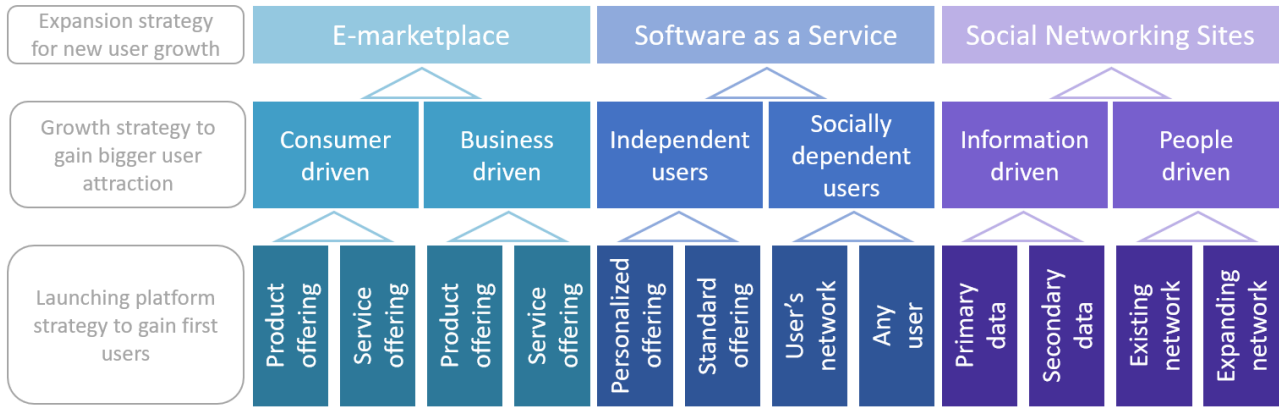 Expansion strategy
for new user growth
E-marketplace
Software as a Service
Social Networking Sites
Growth strategy to
gain bigger user
attraction
Consumer
driven
Business
driven
Independent
users
Socially
dependent
users
Information
driven
People
driven
Launching platform
strategy to gain first
users
Product
offering
Service
offering
Product
offering
Service
offering
Personalized
offering
Standard
offering
User's
network
Any
user
Primary
data
Secondary
data
Existing
network
Expanding
network